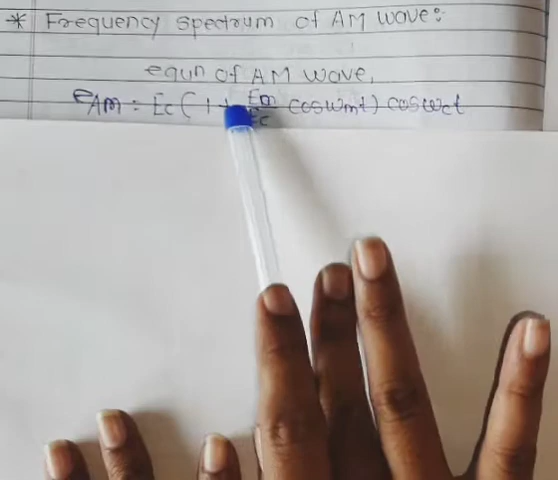 * Frequency spectrum of AM wave:
equn of AM wave,
eAM = Ec (1 + Em/Ec cosωmt) cosωct